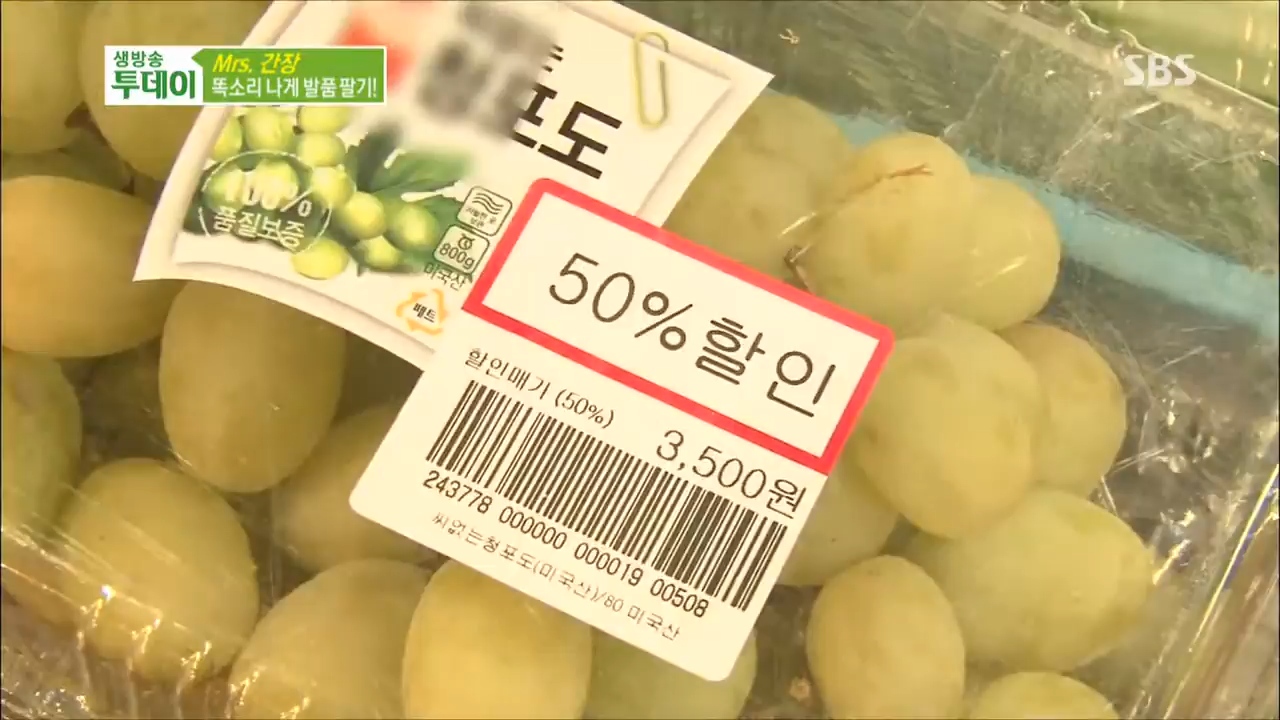 생방송
투데이
Mrs. 간장
똑소리 나게 발품 팔기!
SBS
포도
100%
품질보증
800g
미국산
페트
50%할인
할인매가 (50%)
3,500원
243778 000000 000019 00508
씨없는청포도(미국산)/80 미국산